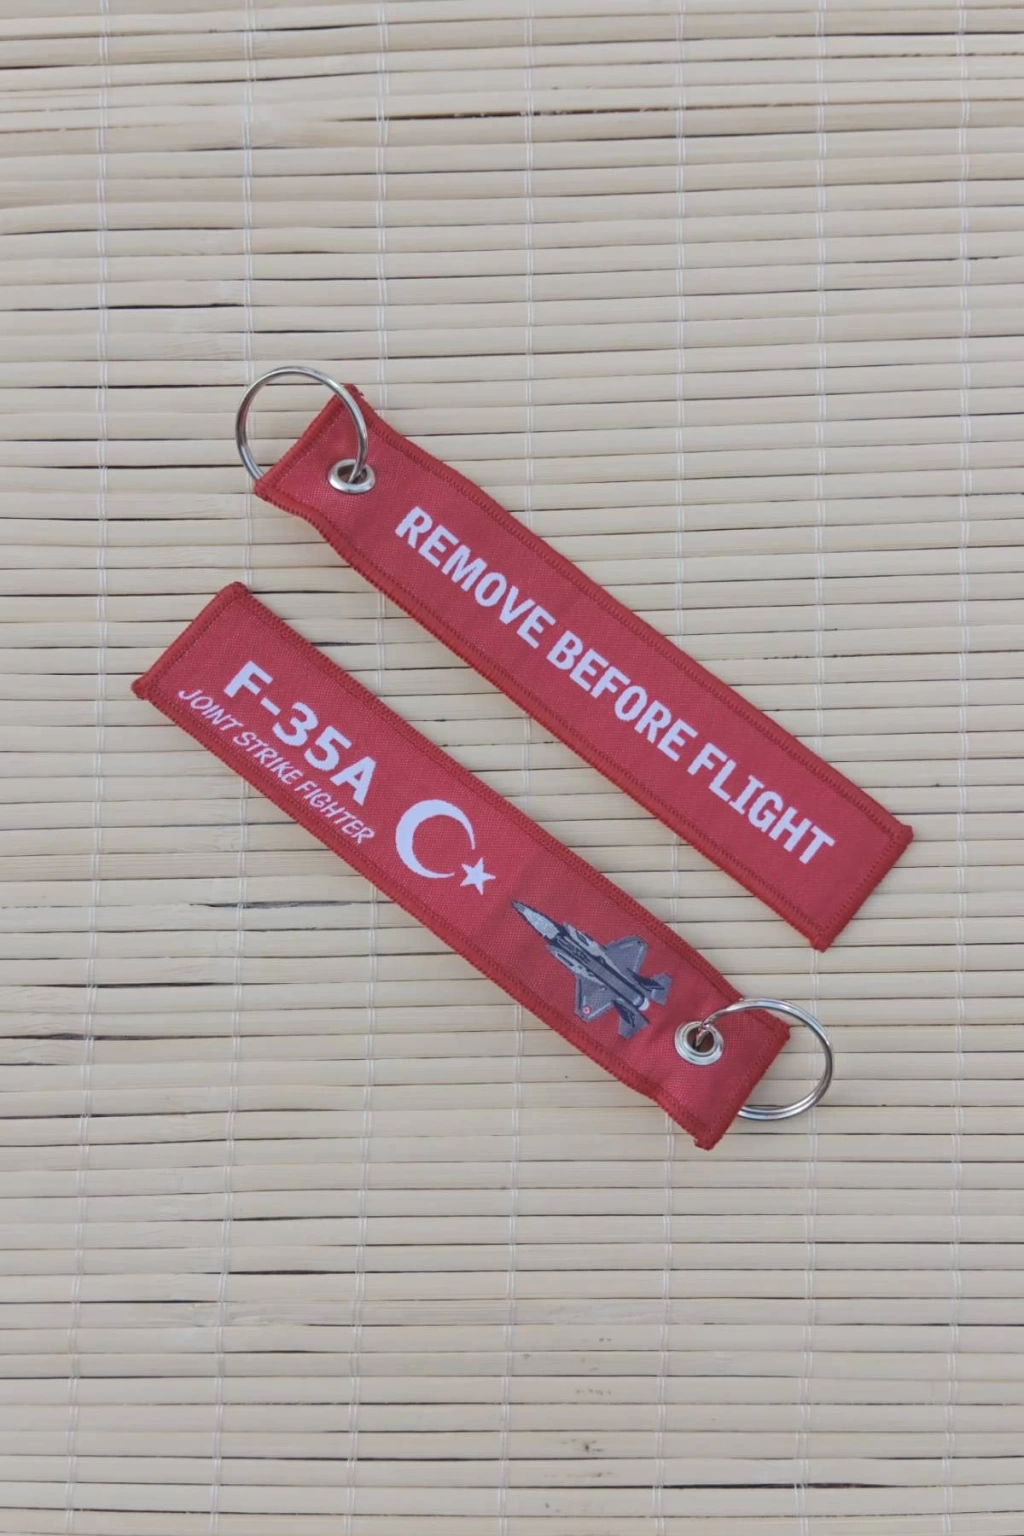 REMOVE BEFORE FLIGHT
F-35A
JOINT STRIKE FIGHTER